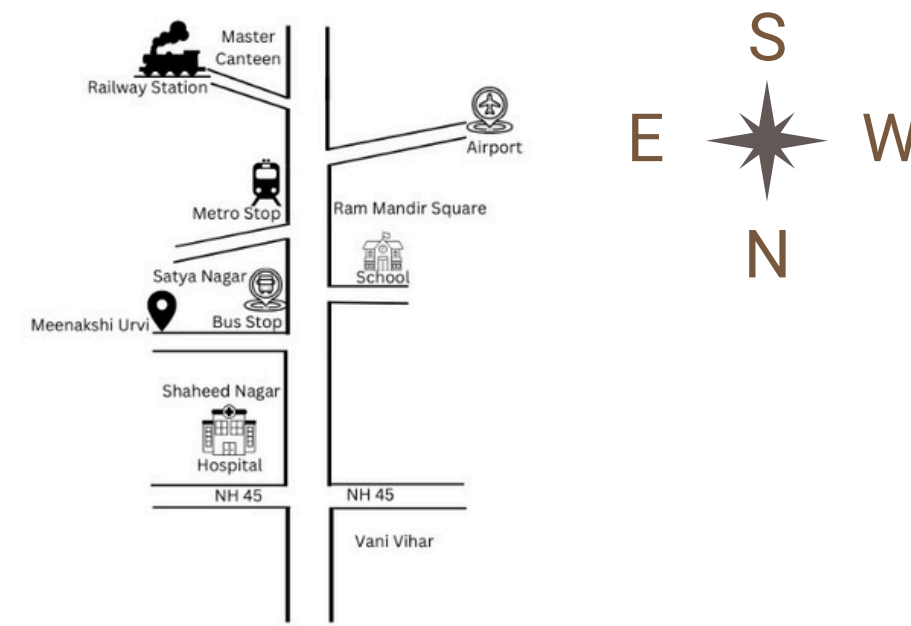 Master
Canteen
Railway Station
Airport
Metro Stop
Ram Mandir Square
School
Satya Nagar
Meenakshi Urvi
Bus Stop
Shaheed Nagar
Hospital
NH 45
NH 45
Vani Vihar
S
E
W
N